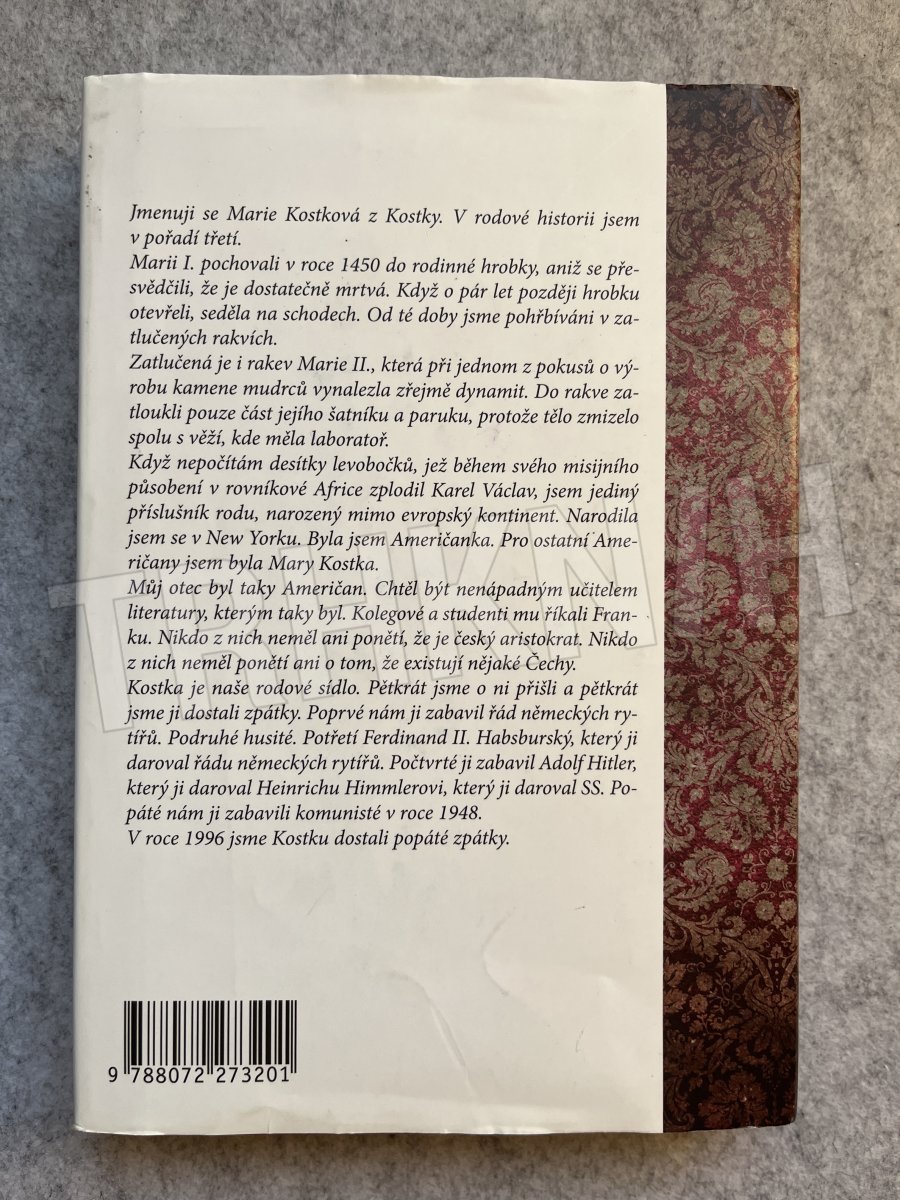 Jmenuji se Marie Kostková z Kostky. V rodové historii jsem
v pořadí třetí.
Marii I. pochovali v roce 1450 do rodinné hrobky, aniž se pře-
svědčili, že je dostatečně mrtvá. Když o pár let později hrobku
otevřeli, seděla na schodech. Od té doby jsme pohřbíváni v za-
tlučených rakvích.
Zatlučená je i rakev Marie II., která při jednom z pokusů o vý-
robu kamene mudrců vynalezla zřejmě dynamit. Do rakve za-
tloukli pouze část jejího šatníku a paruku, protože tělo zmizelo
spolu s věží, kde měla laboratoř.
Když nepočítám desítky levobočků, jež během svého misijního
působení v rovníkové Africe zplodil Karel Václav, jsem jediný
příslušník rodu, narozený mimo evropský kontinent. Narodila
jsem se v New Yorku. Byla jsem Američanka. Pro ostatní Ame-
ričany jsem byla Mary Kostka.
Můj otec byl taky Američan. Chtěl být nenápadným učitelem
literatury, kterým taky byl. Kolegové a studenti mu říkali Fran-
ku. Nikdo z nich neměl ani ponětí, že je český aristokrat. Nikdo
z nich neměl ponětí ani o tom, že existují nějaké Čechy.
Kostka je naše rodové sídlo. Pětkrát jsme o ni přišli a pětkrát
jsme ji dostali zpátky. Poprvé nám ji zabavil řád německých ry-
tířů. Podruhé husité. Potřetí Ferdinand II. Habsburský, který ji
daroval řádu německých rytířů. Počtvrté ji zabavil Adolf Hitler,
který ji daroval Heinrichu Himmlerovi, který ji daroval SS. Po-
páté nám ji zabavili komunisté v roce 1948.
V roce 1996 jsme Kostku dostali popáté zpátky.
TRHKNIH
9 788072 273201